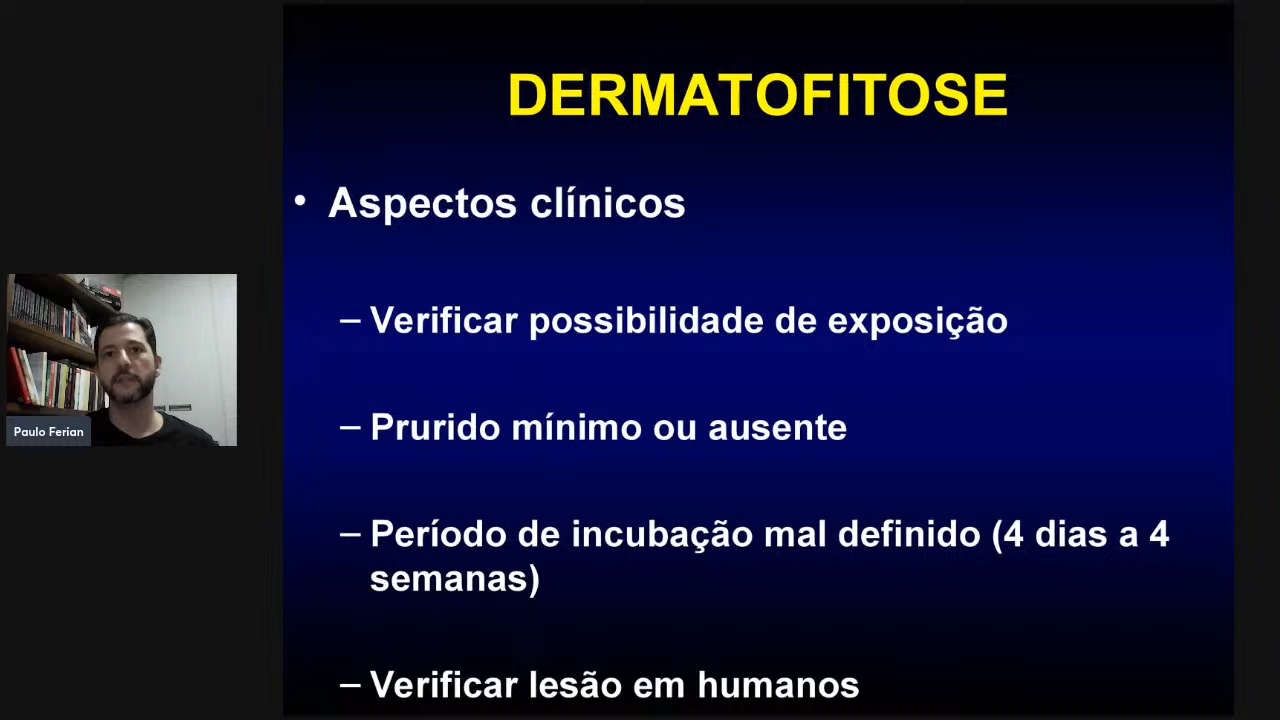 DERMATOFITOSE
• Aspectos clínicos
– Verificar possibilidade de exposição
– Prurido mínimo ou ausente
– Período de incubação mal definido (4 dias a 4
semanas)
– Verificar lesão em humanos
Paulo Ferian